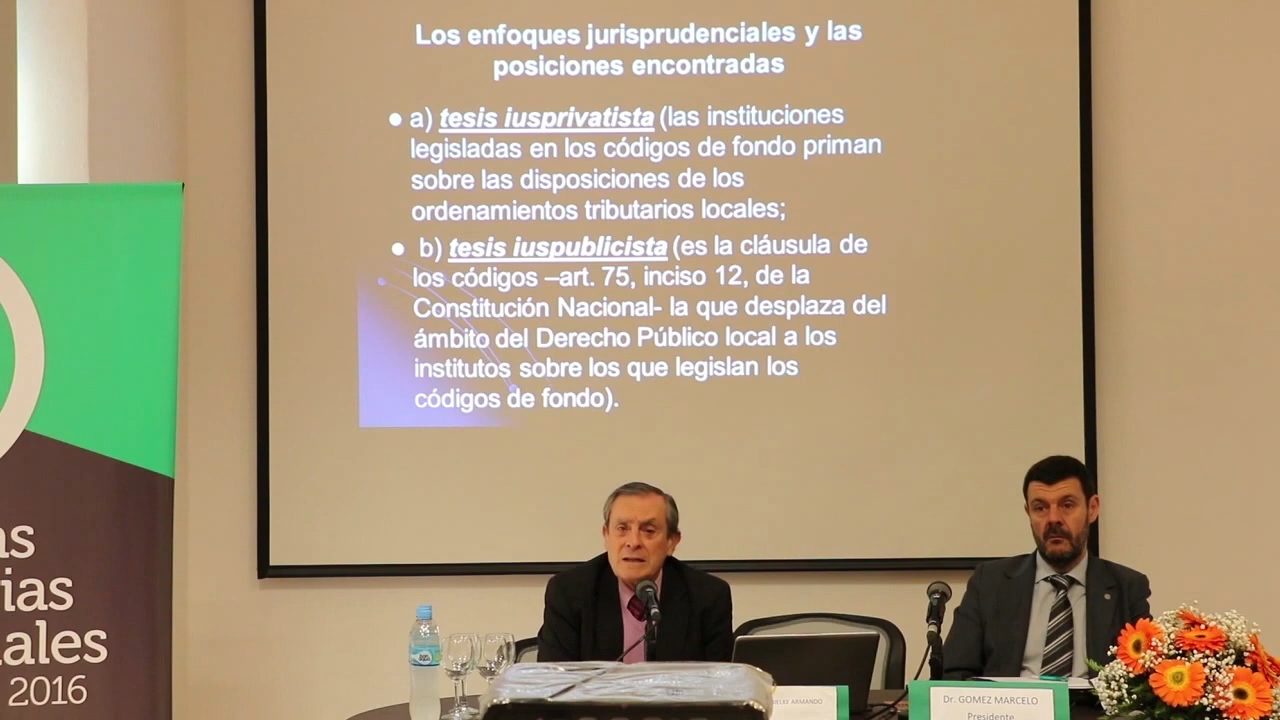 Los enfoques jurisprudenciales y las
posiciones encontradas
● a) tesis iusprivatista (las instituciones
legisladas en los códigos de fondo priman
sobre las disposiciones de los
ordenamientos tributarios locales;
● b) tesis iuspublicista (es la cláusula de
los códigos –art. 75, inciso 12, de la
Constitución Nacional- la que desplaza del
ámbito del Derecho Público local a los
institutos sobre los que legislan los
códigos de fondo).
as
ias
ales
2016
ARMANDO
Dr. GOMEZ MARCELO
Presidente